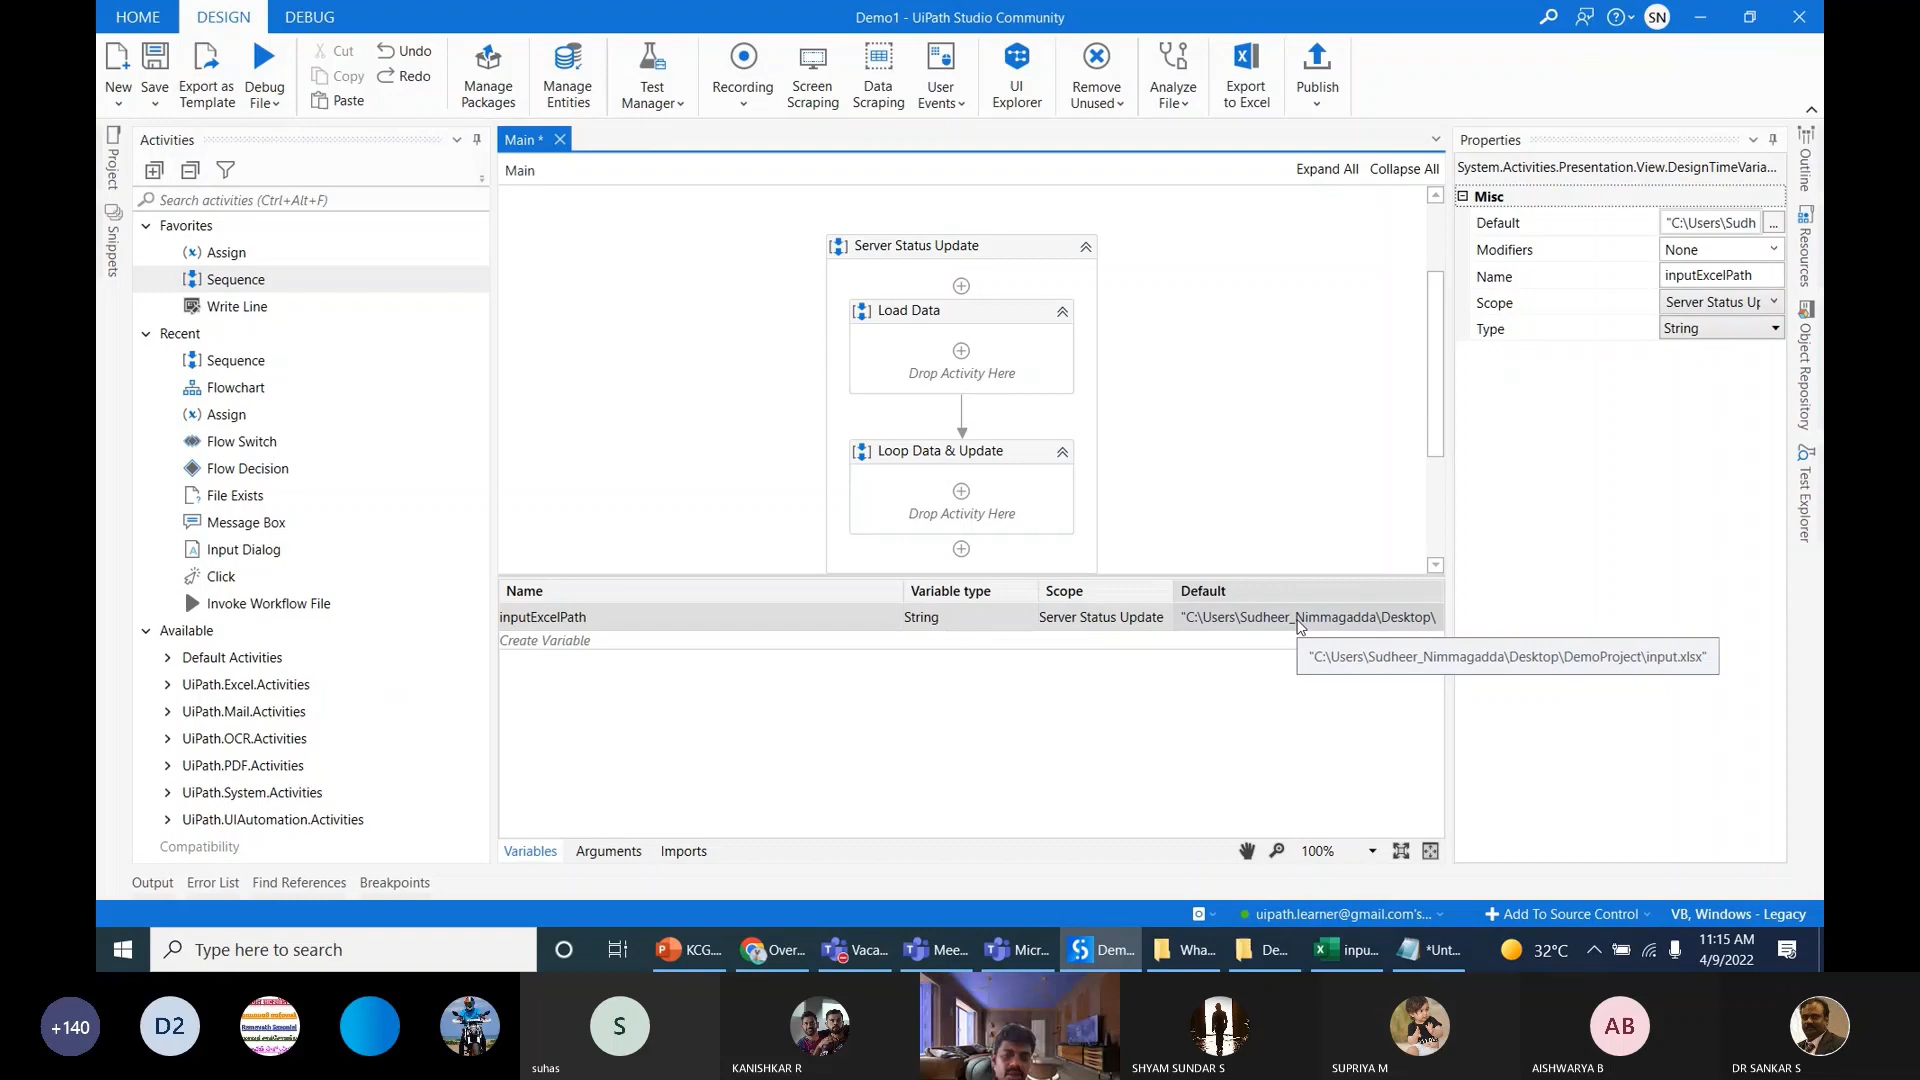 HOME DESIGN DEBUG Demo1 - UiPath Studio Community SN
New Save Export as Template Debug File Cut Copy Paste Undo Redo Manage Packages Manage Entities Test Manager Recording Screen Scraping Data Scraping User Events UI Explorer Remove Unused Analyze File Export to Excel Publish
Project
Snippets
Activities
Search activities (Ctrl+Alt+F)
Favorites
Assign
Sequence
Write Line
Recent
Sequence
Flowchart
Assign
Flow Switch
Flow Decision
File Exists
Message Box
Input Dialog
Click
Invoke Workflow File
Available
Default Activities
UiPath.Excel.Activities
UiPath.Mail.Activities
UiPath.OCR.Activities
UiPath.PDF.Activities
UiPath.System.Activities
UiPath.UIAutomation.Activities
Compatibility
Main *
Main Expand All Collapse All
Server Status Update
Load Data
Drop Activity Here
Loop Data & Update
Drop Activity Here
Name Variable type Scope Default
inputExcelPath String Server Status Update "C:\Users\Sudheer_Nimmagadda\Desktop\
Create Variable
"C:\Users\Sudheer_Nimmagadda\Desktop\DemoProject\input.xlsx"
Variables Arguments Imports 100%
Properties
System.Activities.Presentation.View.DesignTimeVaria...
Misc
Default "C:\Users\Sudh ...
Modifiers None
Name inputExcelPath
Scope Server Status Up
Type String
Outline
Resources
Object Repository
Test Explorer
Output Error List Find References Breakpoints
uipath.learner@gmail.com's... Add To Source Control VB, Windows - Legacy
Type here to search KCG... Over... Vaca... Mee... Micr... Dem... Wha... De... inpu... *Unt... 32°C 11:15 AM
4/9/2022
+140 D2 S AB
suhas KANISHKAR R SHYAM SUNDAR S SUPRIYA M AISHWARYA B DR SANKAR S